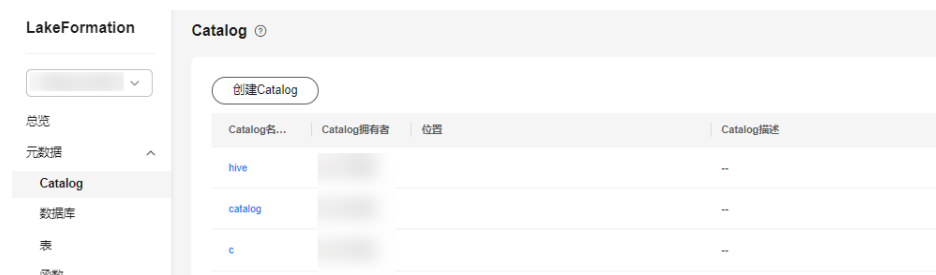 LakeFormation
Catalog
创建Catalog
总览
Catalog名... Catalog拥有者 位置 Catalog描述
元数据
hive --
Catalog
catalog --
数据库
表
c --
函数